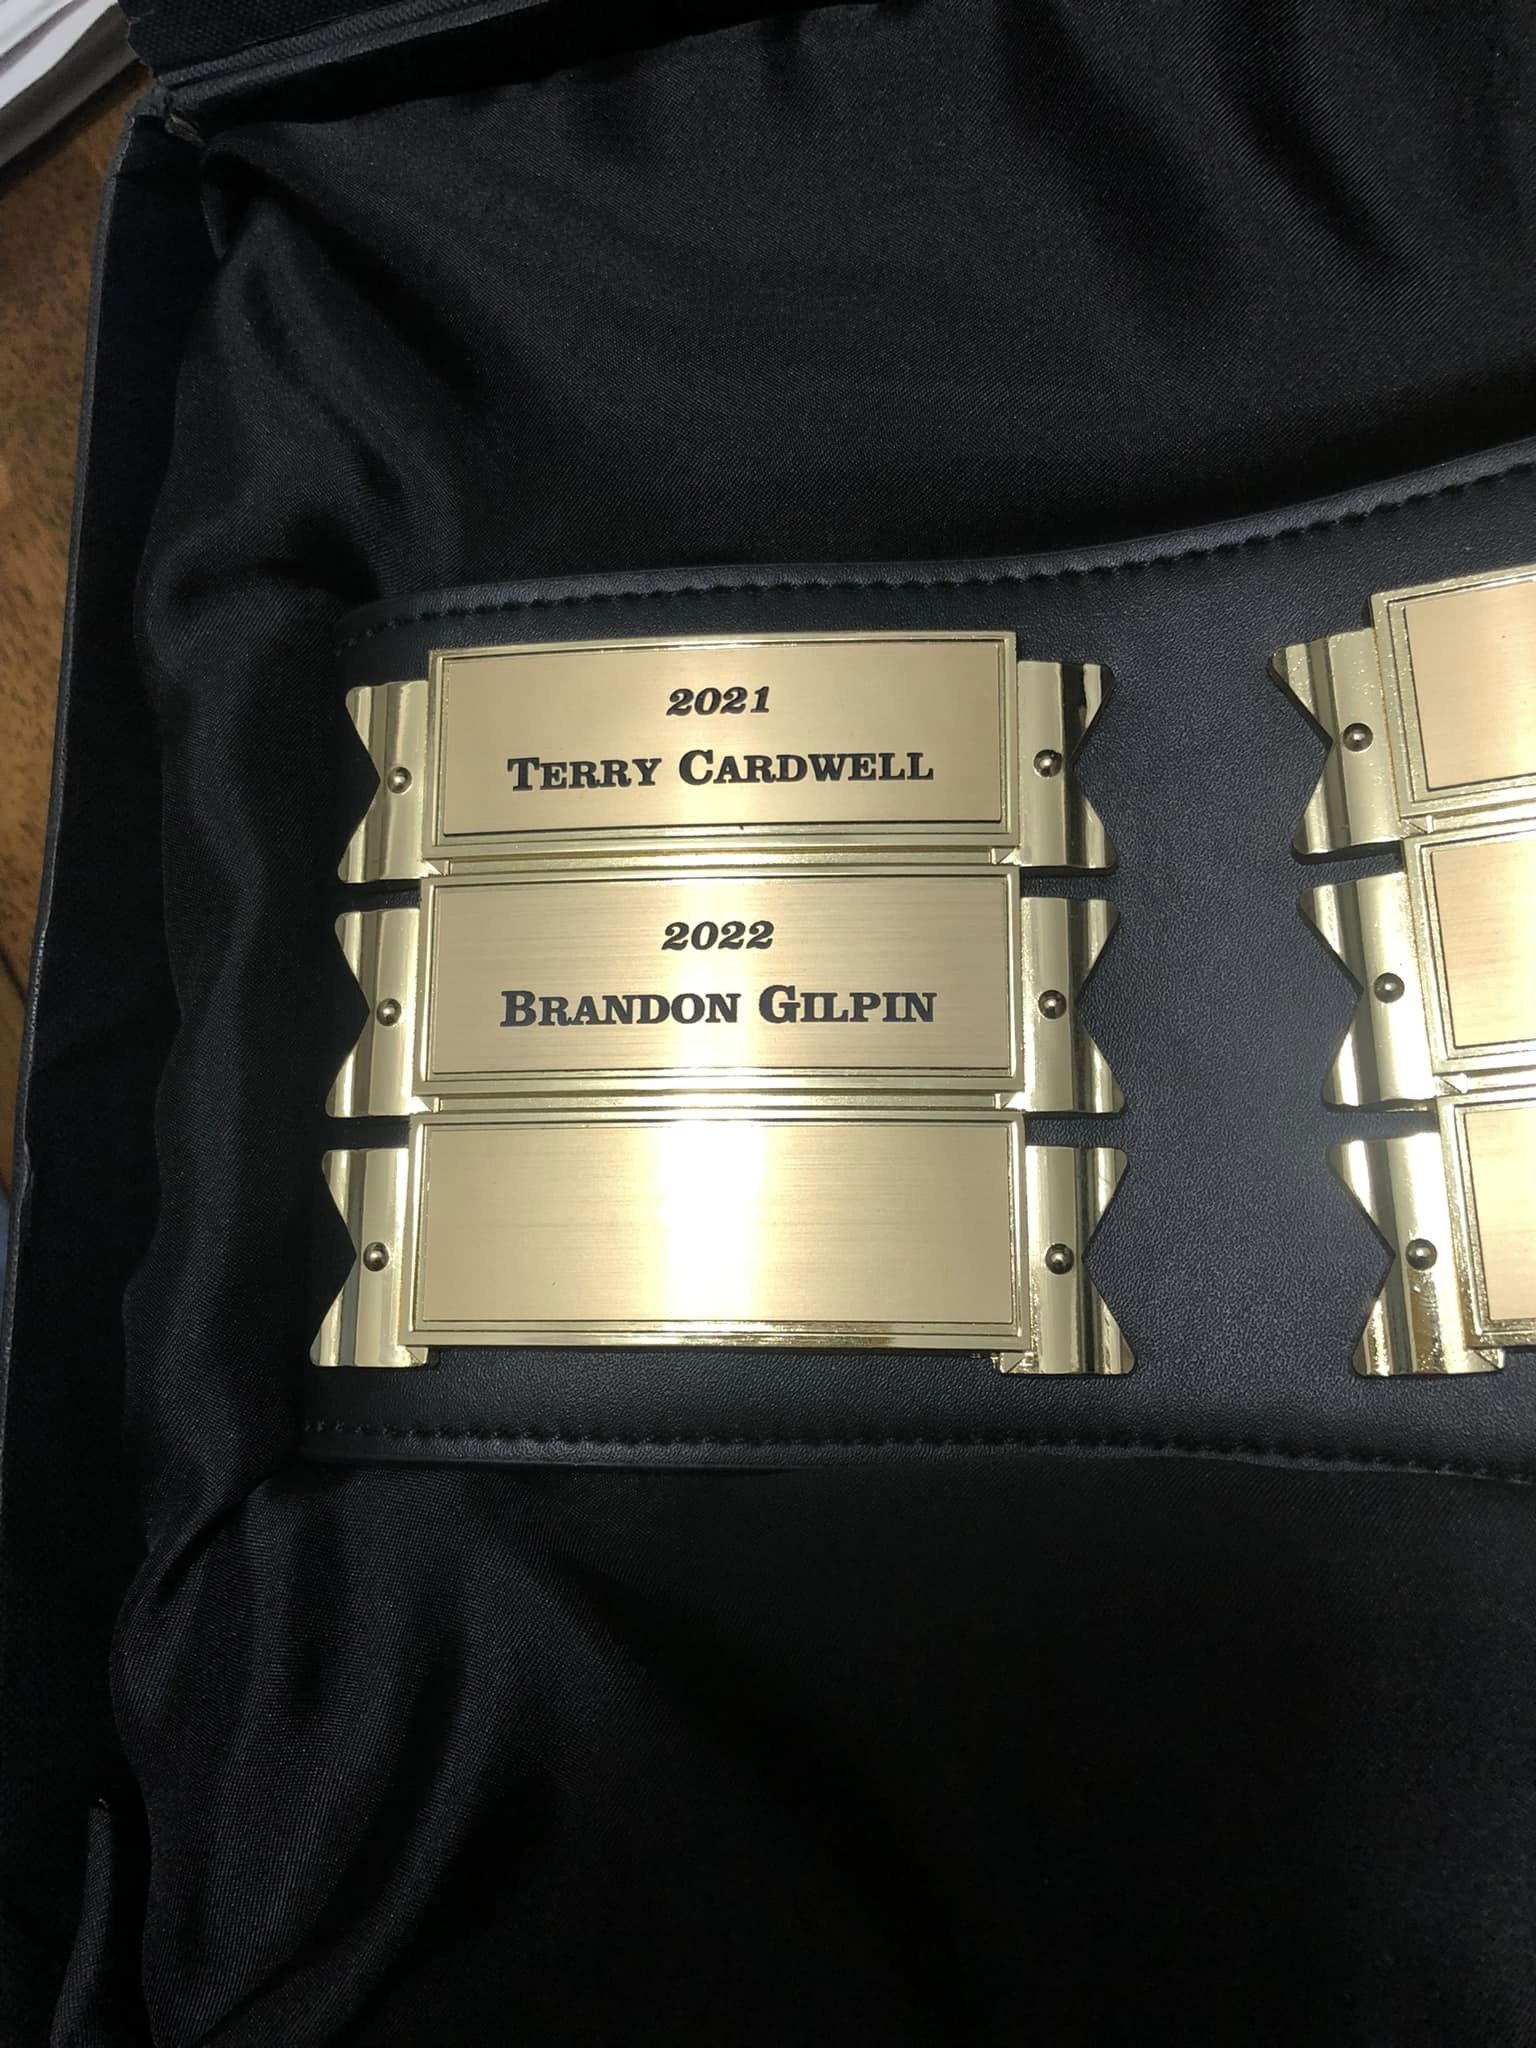 2021
TERRY CARDWELL
2022
BRANDON GILPIN